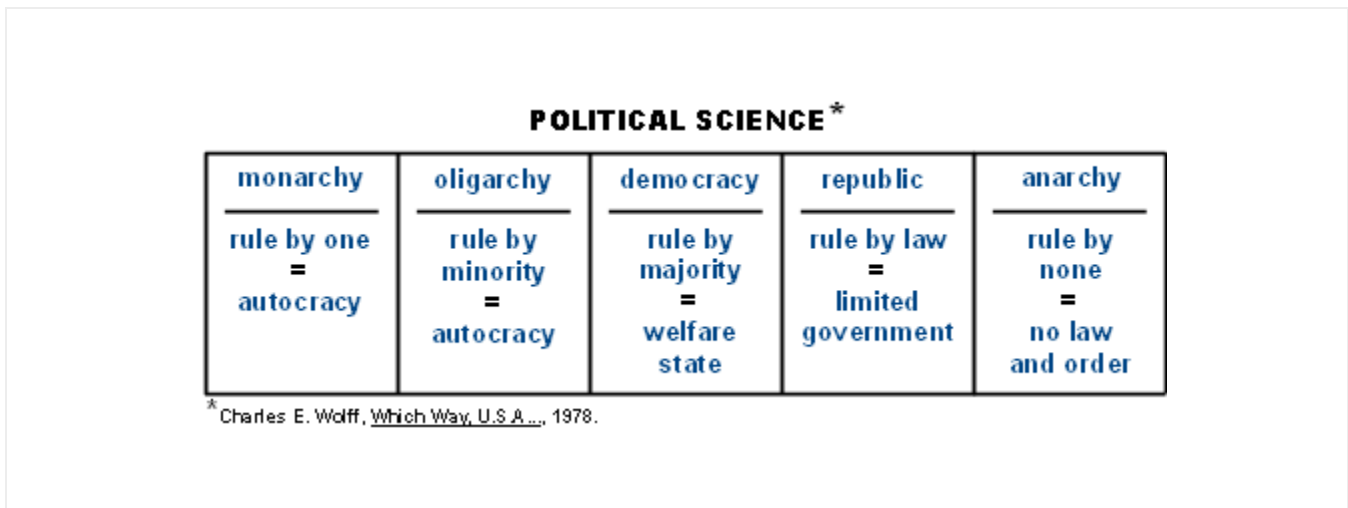 POLITICAL SCIENCE*
monarchy
rule by one
=
autocracy
oligarchy
rule by
minority
=
autocracy
democracy
rule by
majority
=
welfare
state
republic
rule by law
=
limited
government
anarchy
rule by
none
=
no law
and order
*Charles E. Wolff, Which Way, U.S.A..., 1978.